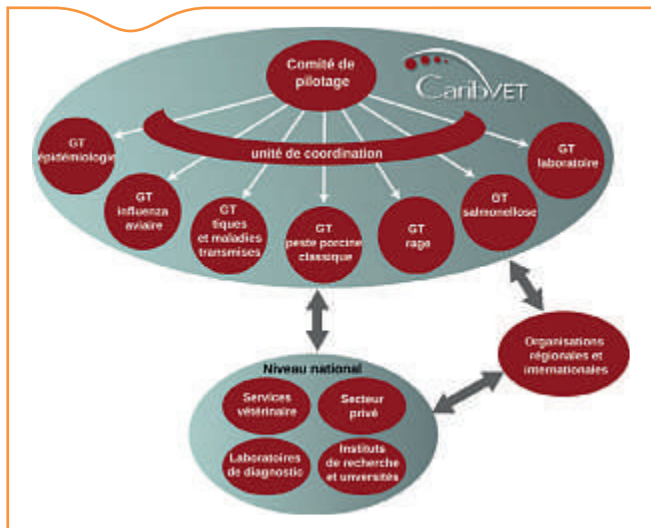 Comité de
pilotage
CaribVET
unité de coordination
GT
épidémiologie
GT
influenza
aviaire
GT
tiques
et maladies
transmises
GT
peste porcine
classique
GT
rage
GT
salmonellose
GT
laboratoire
Organisations
régionales et
internationales
Niveau national
Services
vétérinaire
Secteur
privé
Laboratoires
de diagnostic
Instituts
de recherche
et unversités